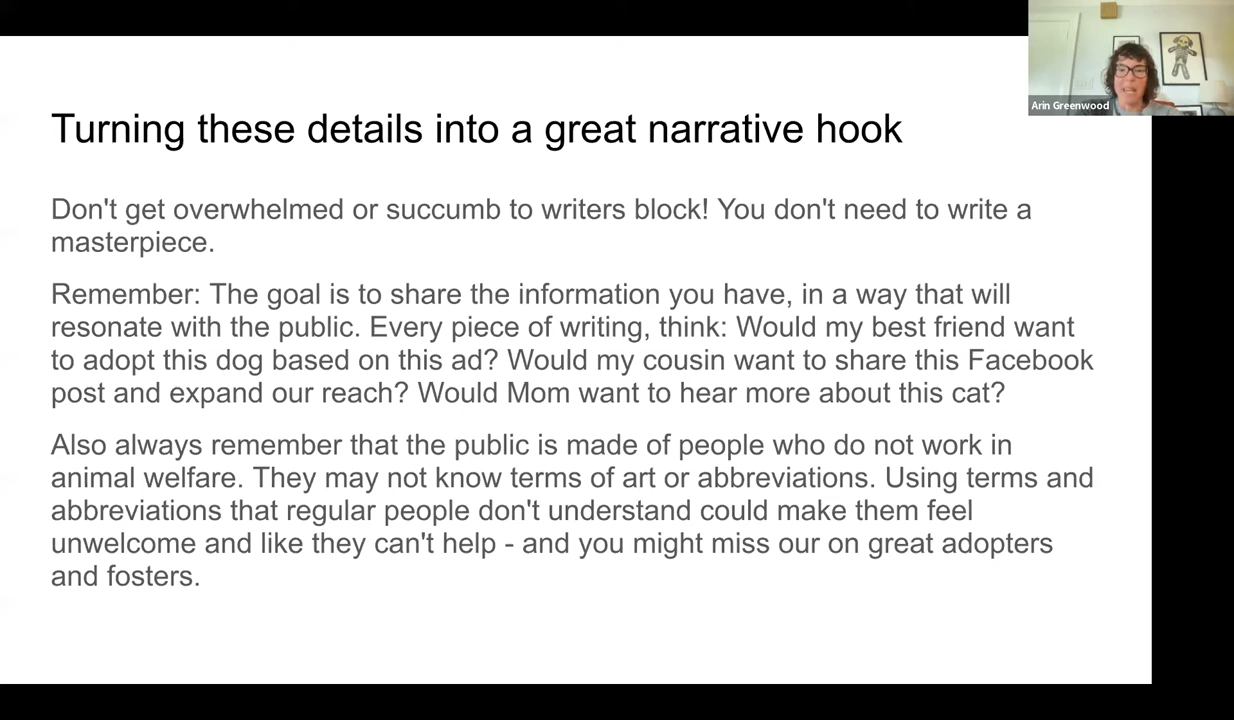 Arin Greenwood
Turning these details into a great narrative hook
Don't get overwhelmed or succumb to writers block! You don't need to write a
masterpiece.
Remember: The goal is to share the information you have, in a way that will
resonate with the public. Every piece of writing, think: Would my best friend want
to adopt this dog based on this ad? Would my cousin want to share this Facebook
post and expand our reach? Would Mom want to hear more about this cat?
Also always remember that the public is made of people who do not work in
animal welfare. They may not know terms of art or abbreviations. Using terms and
abbreviations that regular people don't understand could make them feel
unwelcome and like they can't help - and you might miss our on great adopters
and fosters.